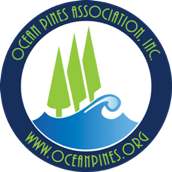 OCEAN PINES ASSOCIATION, INC.
WWW.OCEANPINES.ORG